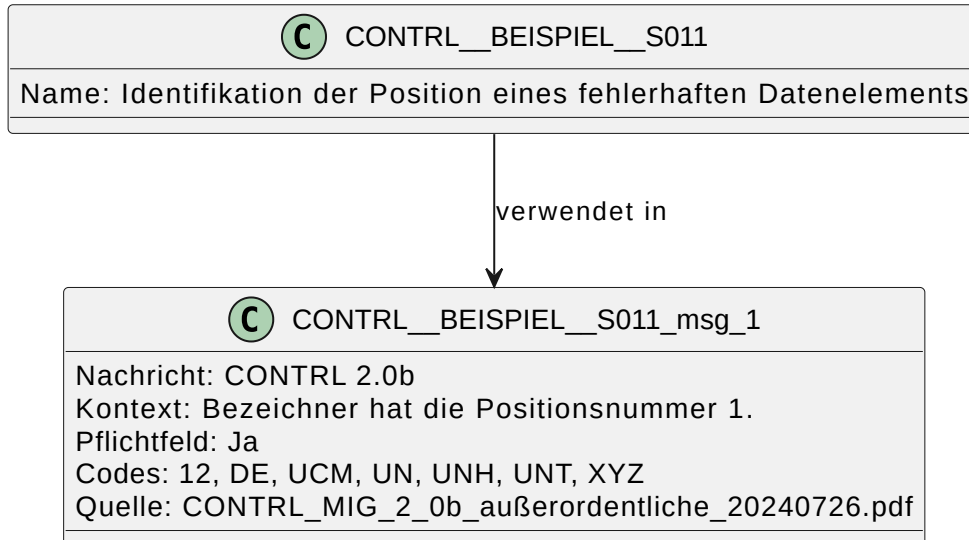 C CONTRL__BEISPIEL__S011
Name: Identifikation der Position eines fehlerhaften Datenelements
verwendet in
C CONTRL__BEISPIEL__S011_msg_1
Nachricht: CONTRL 2.0b
Kontext: Bezeichner hat die Positionsnummer 1.
Pflichtfeld: Ja
Codes: 12, DE, UCM, UN, UNH, UNT, XYZ
Quelle: CONTRL_MIG_2_0b_außerordentliche_20240726.pdf